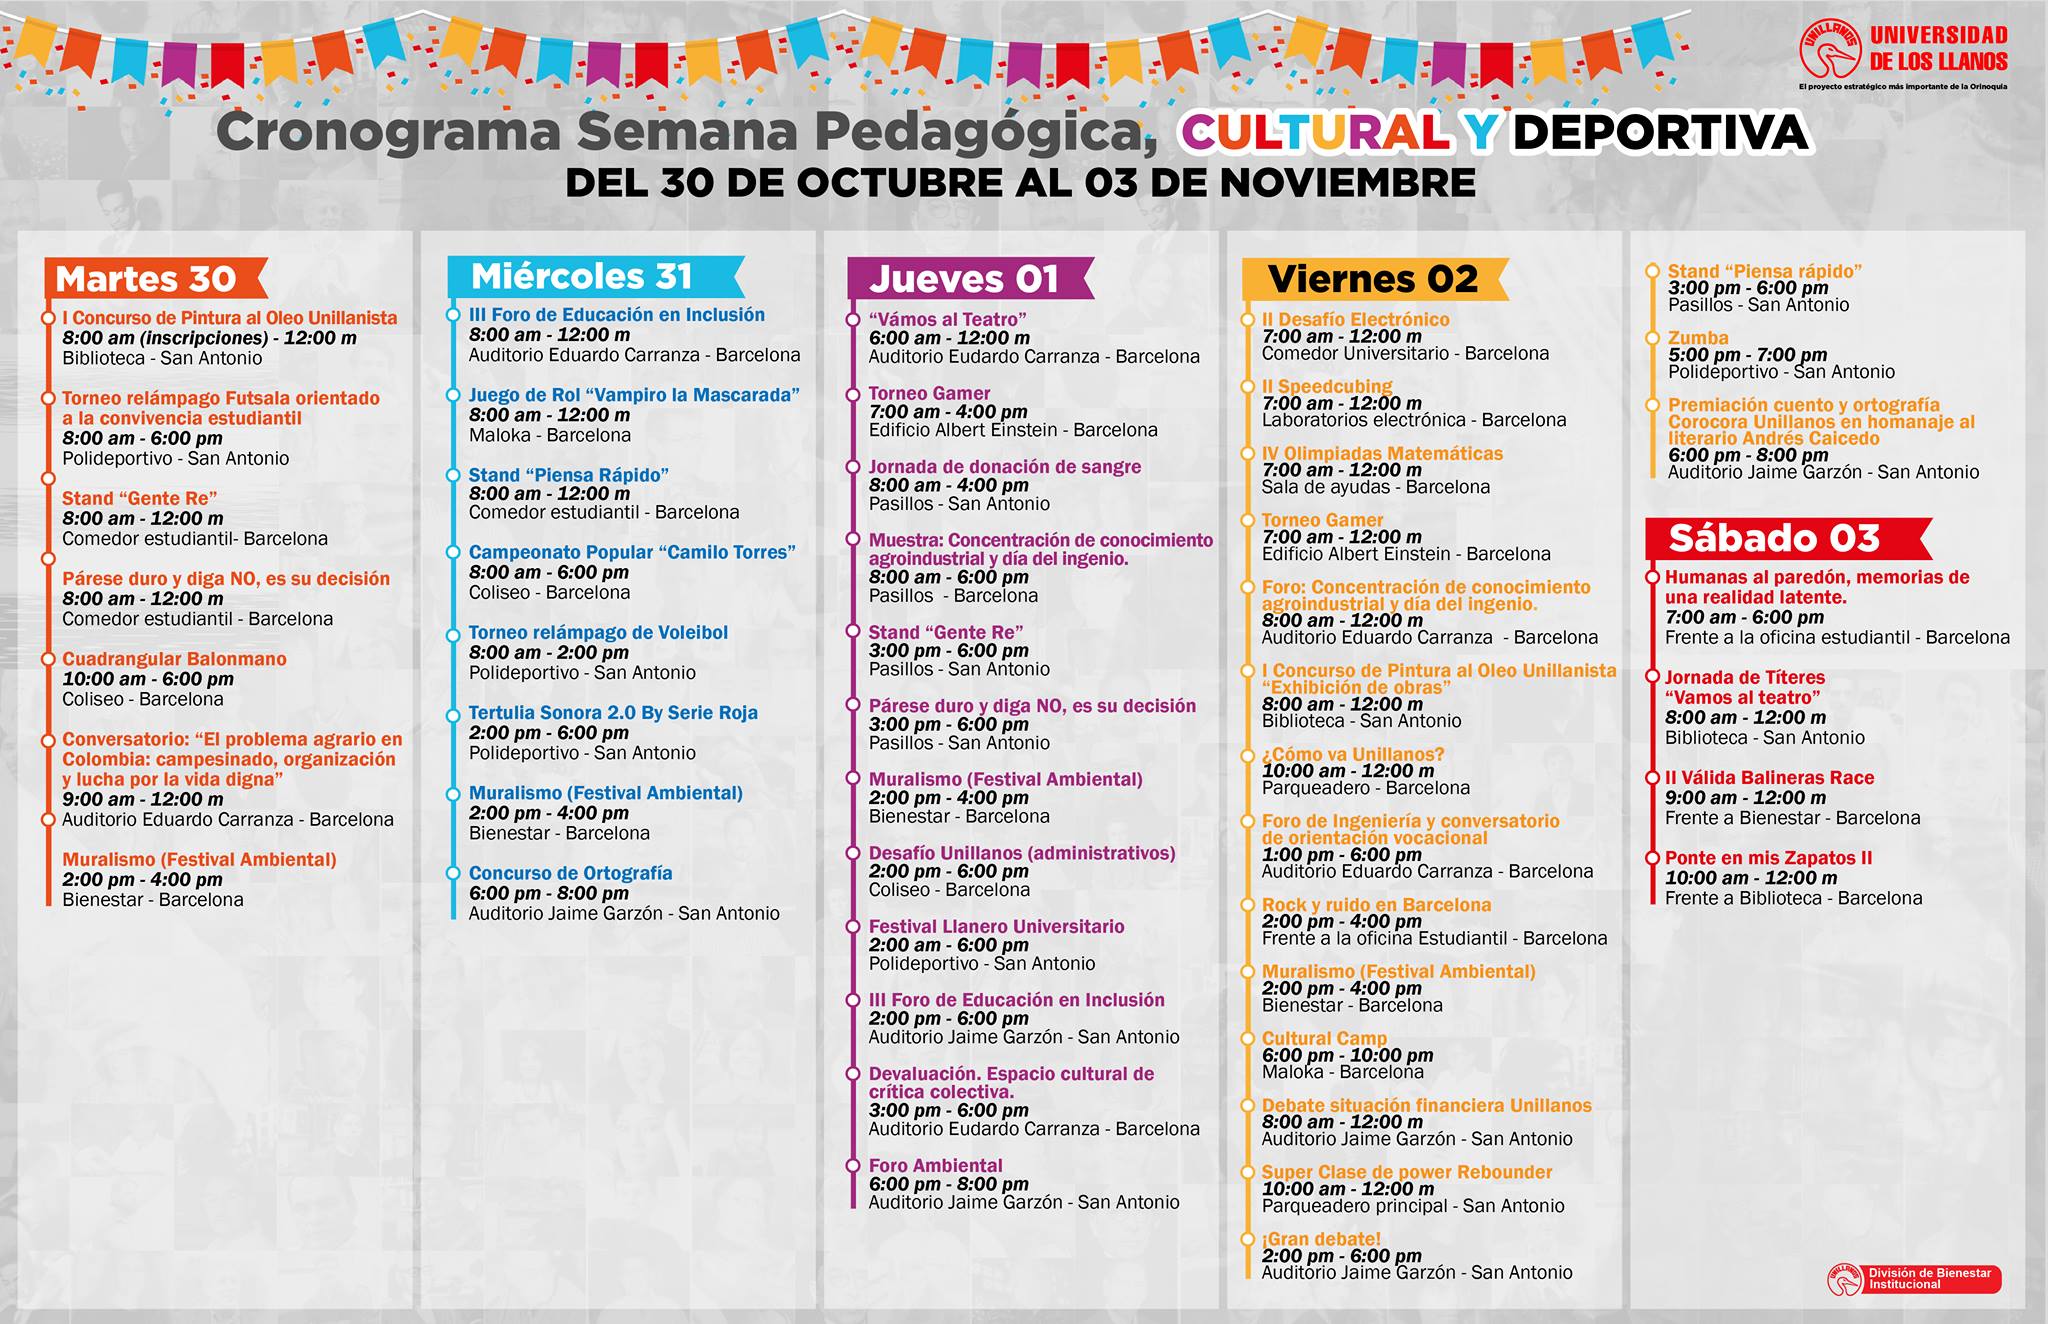 UNILLANOS
UNIVERSIDAD
DE LOS LLANOS
El proyecto estratégico más importante de la Orinoquia
Cronograma Semana Pedagógica, CULTURAL Y DEPORTIVA
DEL 30 DE OCTUBRE AL 03 DE NOVIEMBRE
Martes 30
I Concurso de Pintura al Oleo Unillanista
8:00 am (inscripciones) - 12:00 m
Biblioteca - San Antonio
Torneo relámpago Futsala orientado
a la convivencia estudiantil
8:00 am - 6:00 pm
Polideportivo - San Antonio
Stand “Gente Re”
8:00 am - 12:00 m
Comedor estudiantil- Barcelona
Párese duro y diga NO, es su decisión
8:00 am - 12:00 m
Comedor estudiantil - Barcelona
Cuadrangular Balonmano
10:00 am - 6:00 pm
Coliseo - Barcelona
Conversatorio: “El problema agrario en
Colombia: campesinado, organización
y lucha por la vida digna”
9:00 am - 12:00 m
Auditorio Eduardo Carranza - Barcelona
Muralismo (Festival Ambiental)
2:00 pm - 4:00 pm
Bienestar - Barcelona
Miércoles 31
III Foro de Educación en Inclusión
8:00 am - 12:00 m
Auditorio Eduardo Carranza - Barcelona
Juego de Rol “Vampiro la Mascarada”
8:00 am - 12:00 m
Maloka - Barcelona
Stand “Piensa Rápido”
8:00 am - 12:00 m
Comedor estudiantil - Barcelona
Campeonato Popular “Camilo Torres”
8:00 am - 6:00 pm
Coliseo - Barcelona
Torneo relámpago de Voleibol
8:00 am - 2:00 pm
Polideportivo - San Antonio
Tertulia Sonora 2.0 By Serie Roja
2:00 pm - 6:00 pm
Polideportivo - San Antonio
Muralismo (Festival Ambiental)
2:00 pm - 4:00 pm
Bienestar - Barcelona
Concurso de Ortografía
6:00 pm - 8:00 pm
Auditorio Jaime Garzón - San Antonio
Jueves 01
“Vámos al Teatro”
6:00 am - 12:00 m
Auditorio Eudardo Carranza - Barcelona
Torneo Gamer
7:00 am - 4:00 pm
Edificio Albert Einstein - Barcelona
Jornada de donación de sangre
8:00 am - 4:00 pm
Pasillos - San Antonio
Muestra: Concentración de conocimiento
agroindustrial y día del ingenio.
8:00 am - 6:00 pm
Pasillos - Barcelona
Stand “Gente Re”
3:00 pm - 6:00 pm
Pasillos - San Antonio
Párese duro y diga NO, es su decisión
3:00 pm - 6:00 pm
Pasillos - San Antonio
Muralismo (Festival Ambiental)
2:00 pm - 4:00 pm
Bienestar - Barcelona
Desafío Unillanos (administrativos)
2:00 pm - 6:00 pm
Coliseo - Barcelona
Festival Llanero Universitario
2:00 am - 6:00 pm
Polideportivo - San Antonio
III Foro de Educación en Inclusión
2:00 pm - 6:00 pm
Auditorio Jaime Garzón - San Antonio
Devaluación. Espacio cultural de
crítica colectiva.
3:00 pm - 6:00 pm
Auditorio Eudardo Carranza - Barcelona
Foro Ambiental
6:00 pm - 8:00 pm
Auditorio Jaime Garzón - San Antonio
Viernes 02
II Desafío Electrónico
7:00 am - 12:00 m
Comedor Universitario - Barcelona
II Speedcubing
7:00 am - 12:00 m
Laboratorios electrónica - Barcelona
IV Olimpiadas Matemáticas
7:00 am - 12:00 m
Sala de ayudas - Barcelona
Torneo Gamer
7:00 am - 12:00 m
Edificio Albert Einstein - Barcelona
Foro: Concentración de conocimiento
agroindustrial y día del ingenio.
8:00 am - 12:00 m
Auditorio Eduardo Carranza - Barcelona
I Concurso de Pintura al Oleo Unillanista
“Exhibición de obras”
8:00 am - 12:00 m
Biblioteca - San Antonio
¿Cómo va Unillanos?
10:00 am - 12:00 m
Parqueadero - Barcelona
Foro de Ingeniería y conversatorio
de orientación vocacional
1:00 pm - 6:00 pm
Auditorio Eduardo Carranza - Barcelona
Rock y ruido en Barcelona
2:00 pm - 4:00 pm
Frente a la oficina Estudiantil - Barcelona
Muralismo (Festival Ambiental)
2:00 pm - 4:00 pm
Bienestar - Barcelona
Cultural Camp
6:00 pm - 10:00 pm
Maloka - Barcelona
Debate situación financiera Unillanos
8:00 am - 12:00 m
Auditorio Jaime Garzón - San Antonio
Super Clase de power Rebounder
10:00 am - 12:00 m
Parqueadero principal - San Antonio
¡Gran debate!
2:00 pm - 6:00 pm
Auditorio Jaime Garzón - San Antonio
Stand “Piensa rápido”
3:00 pm - 6:00 pm
Pasillos - San Antonio
Zumba
5:00 pm - 7:00 pm
Polideportivo - San Antonio
Premiación cuento y ortografía
Corocora Unillanos en homanaje al
literario Andrés Caicedo
6:00 pm - 8:00 pm
Auditorio Jaime Garzón - San Antonio
Sábado 03
Humanas al paredón, memorias de
una realidad latente.
7:00 am - 6:00 pm
Frente a la oficina estudiantil - Barcelona
Jornada de Títeres
“Vamos al teatro”
8:00 am - 12:00 m
Biblioteca - San Antonio
II Válida Balineras Race
9:00 am - 12:00 m
Frente a Bienestar - Barcelona
Ponte en mis Zapatos II
10:00 am - 12:00 m
Frente a Biblioteca - Barcelona
UNILLANOS
División de Bienestar
Institucional